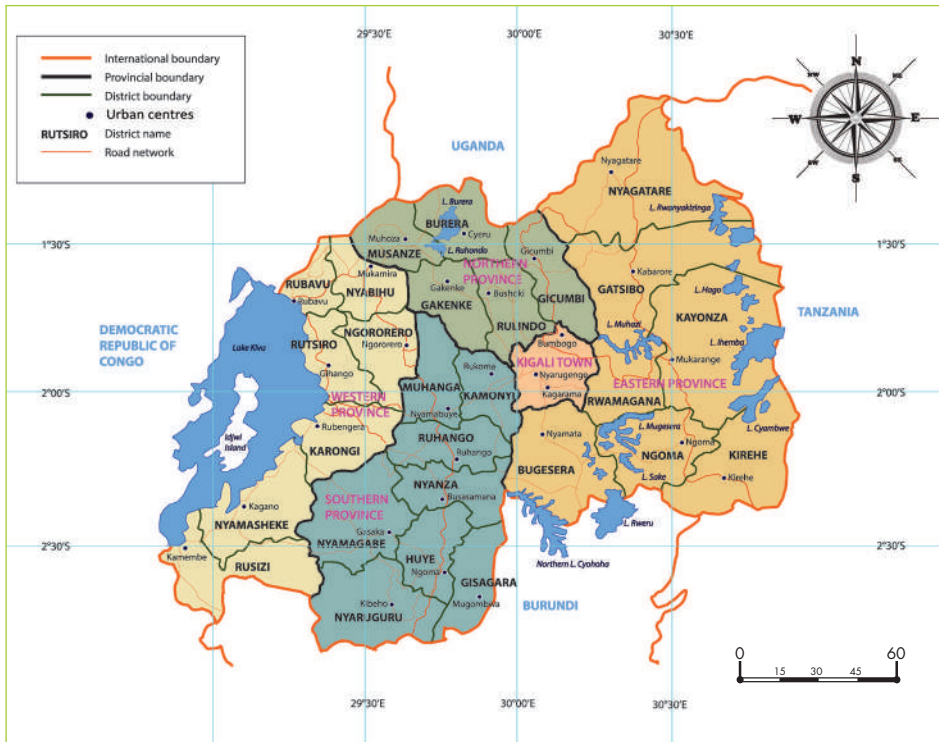 29°30'E
30°00'E
30°30'E
International boundary
Provincial boundary
District boundary
Urban centres
RUTSIRO District name
Road network
N
NE
E
SE
S
SW
W
NW
UGANDA
Nyagatare
NYAGATARE
L. Rwanyakizinga
L. Burera
BURERA
Cyeru
Muhoza
MUSANZE
L. Ruhondo
Gicumbi
1°30'S
1°30'S
NORTHERN
PROVINCE
Mukamira
RUBAVU
NYABIHU
Rubavu
Gakenke
GAKENKE
Bushoki
GICUMBI
RULINDO
Kabarore
GATSIBO
L. Hago
KAYONZA
TANZANIA
DEMOCRATIC
REPUBLIC OF
CONGO
Lake Kivu
NGORORERO
RUTSIRO
Ngororero
L. Muhazi
Bumbogo
L. Ihemba
KIGALI TOWN
Mukarange
Gihango
Rukoma
Nyarugenge
Kagarama
EASTERN PROVINCE
2°00'S
2°00'S
MUHANGA
WESTERN
PROVINCE
KAMONYI
RWAMAGANA
L. Cyambwe
Nyamabuye
Rubengera
Idjwi
Island
RUHANGO
Nyamata
L. Mugesera
Ngoma
KARONGI
Ruhango
NGOMA
KIREHE
BUGESERA
L. Sake
Kirehe
NYANZA
SOUTHERN
PROVINCE
Busasamana
Kagano
NYAMASHEKE
L. Rweru
Gasaka
NYAMAGABE
2°30'S
2°30'S
Kamembe
RUSIZI
HUYE
Ngoma
Northern L. Cyohoha
GISAGARA
Kibeho
Mugombwa
NYARUGURU
BURUNDI
0
15
30
45
60
29°30'E
30°00'E
30°30'E